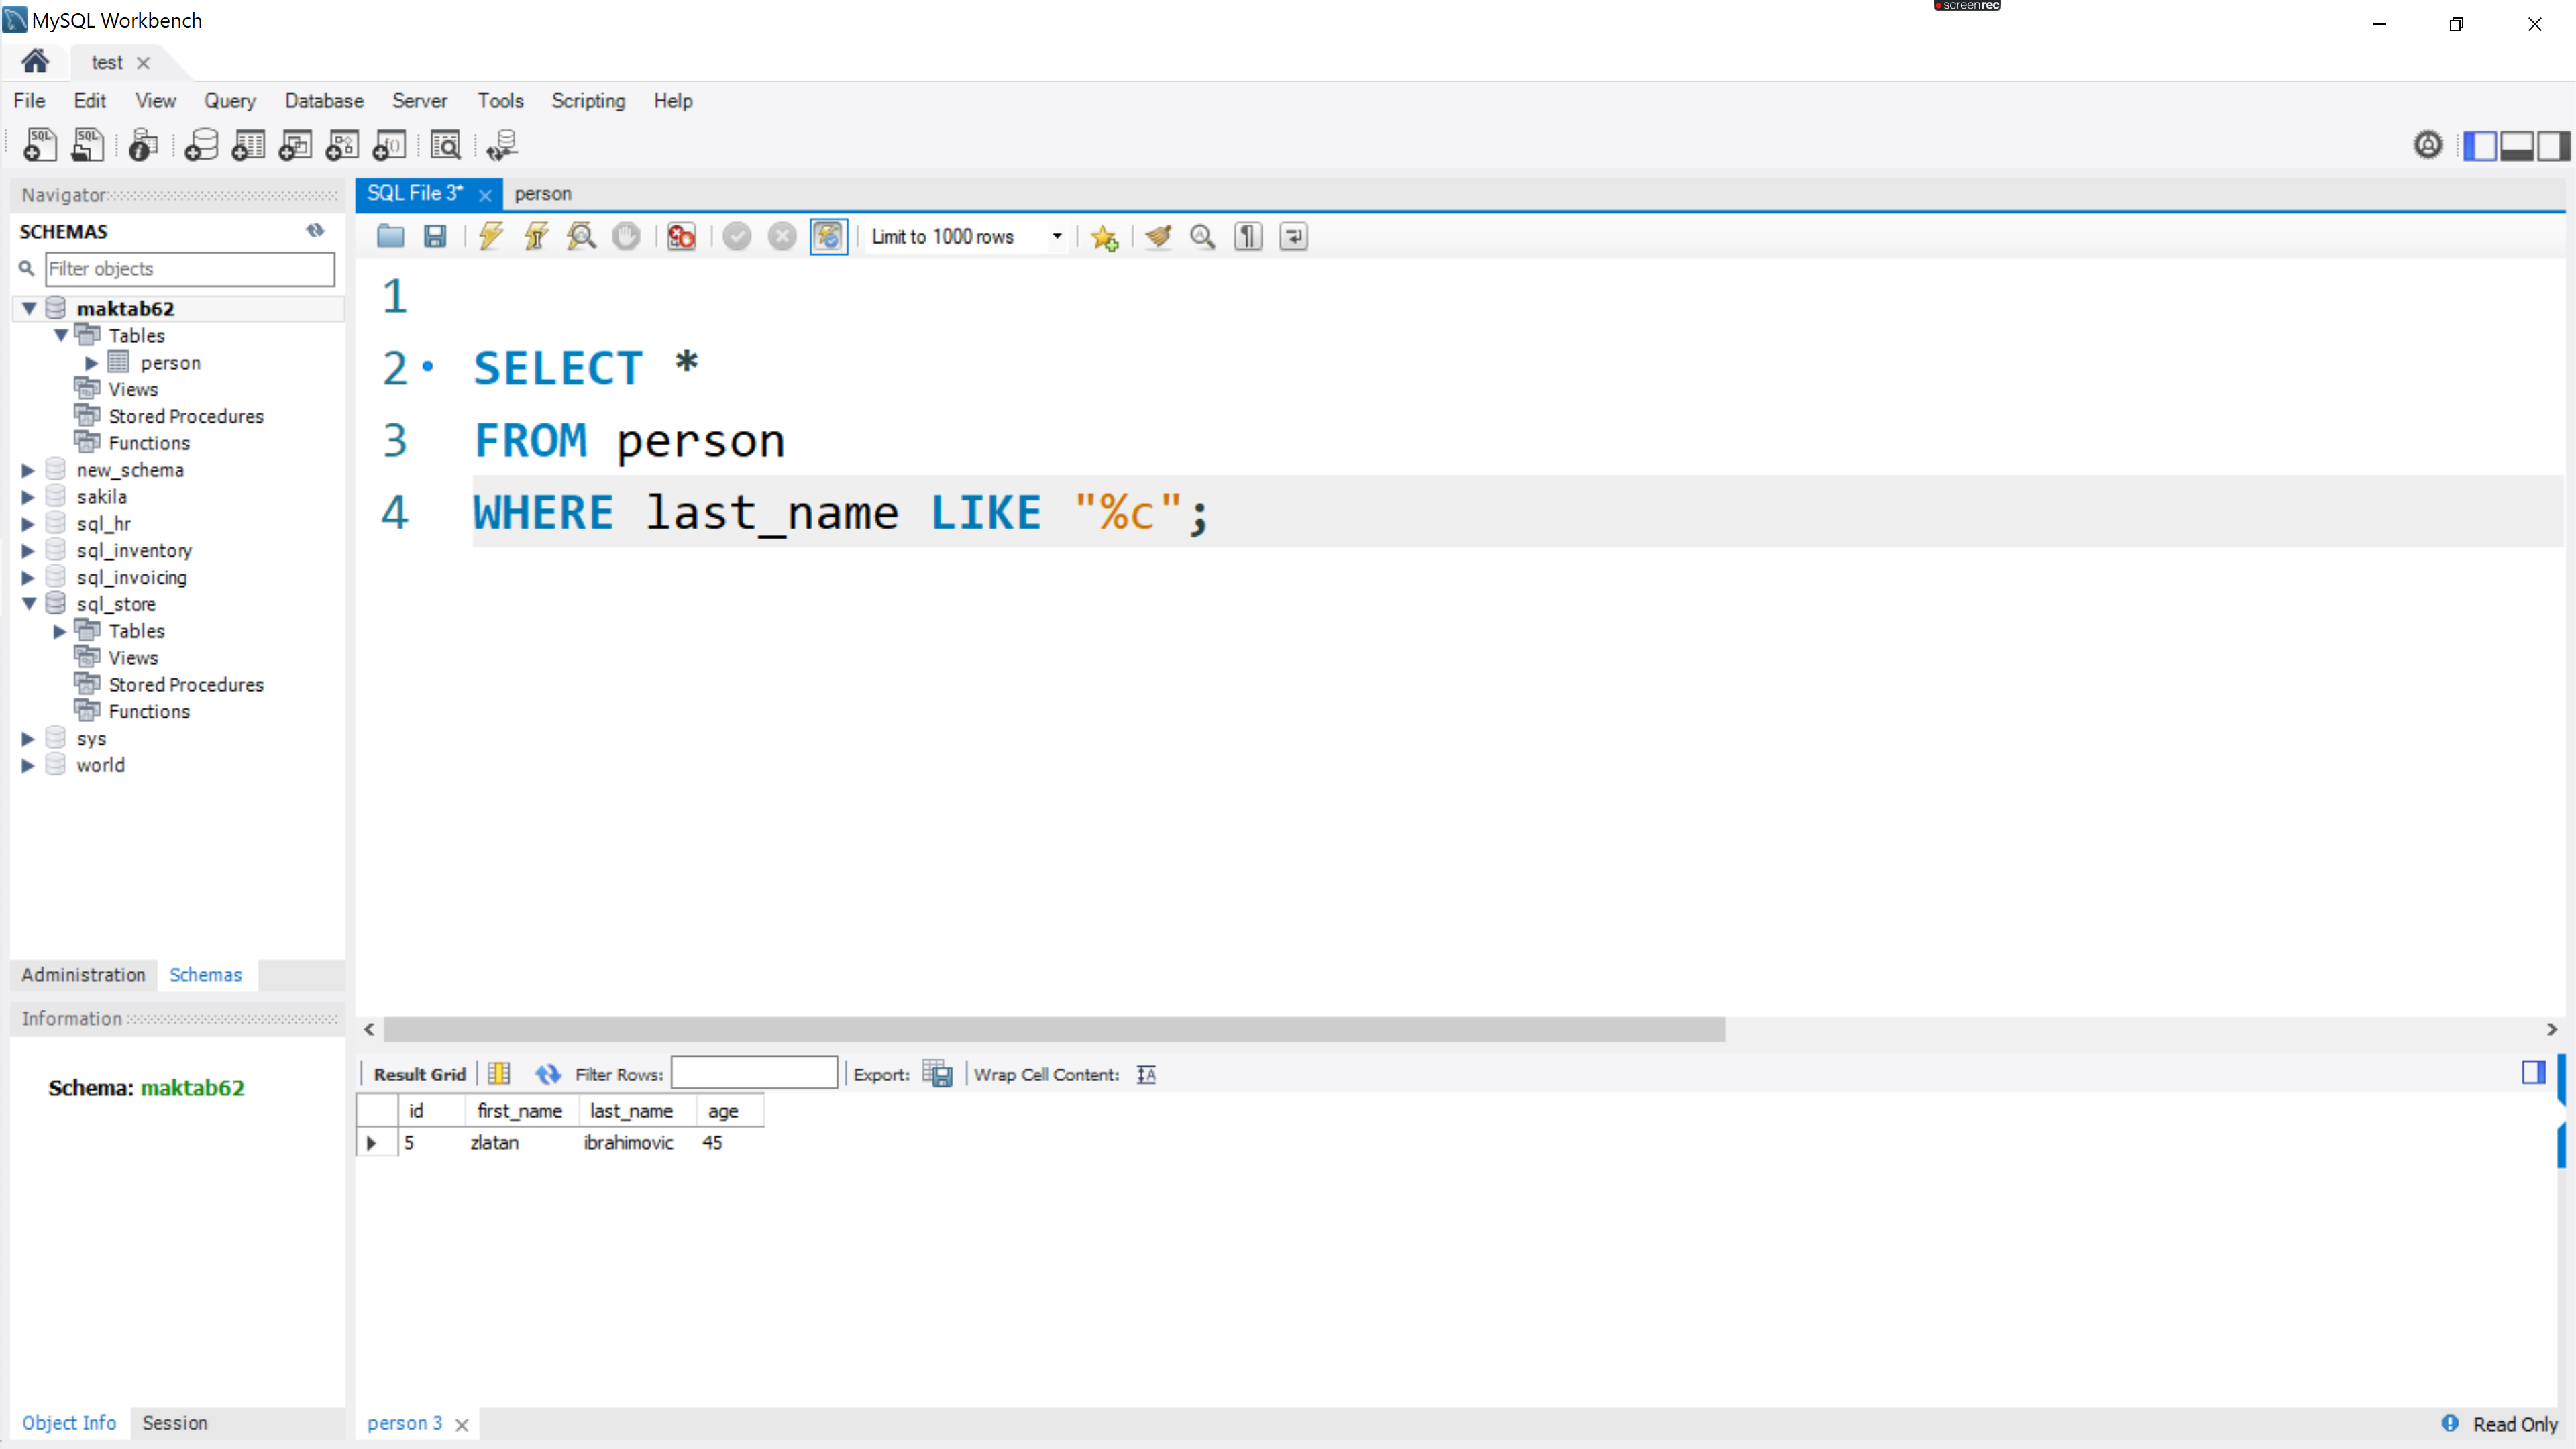 screenrec
MySQL Workbench
test
File Edit View Query Database Server Tools Scripting Help
Navigator
SCHEMAS
Filter objects
maktab62
Tables
person
Views
Stored Procedures
Functions
new_schema
sakila
sql_hr
sql_inventory
sql_invoicing
sql_store
Tables
Views
Stored Procedures
Functions
sys
world
Administration Schemas
Information
Schema: maktab62
Object Info Session
SQL File 3* person
Limit to 1000 rows
1
2 SELECT *
3 FROM person
4 WHERE last_name LIKE "%c";
Result Grid Filter Rows: Export: Wrap Cell Content:
id first_name last_name age
5 zlatan ibrahimovic 45
person 3
Read Only